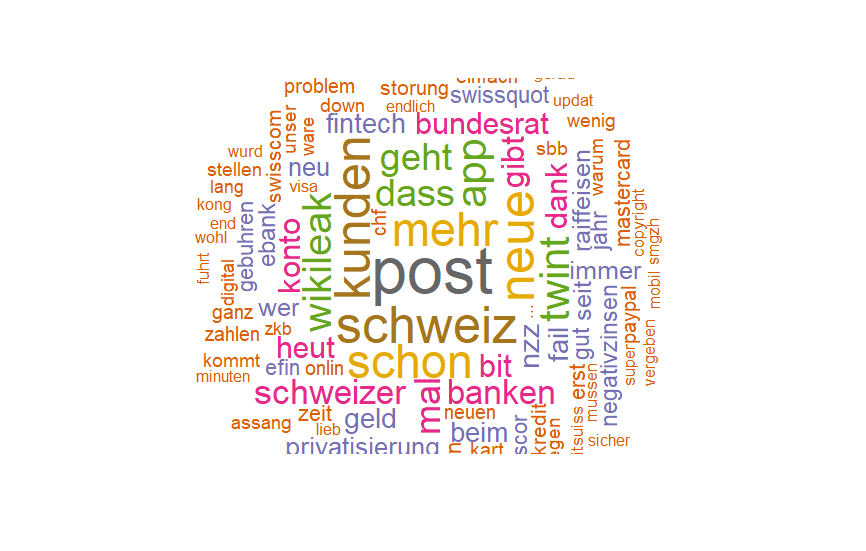 problem
storung
einfach
swissquot
updat
down
endlich
fintech
bundesrat
wenig
swisscom
unser
ware
wurd
stellen
neu
visa
lang
kong
end
wohl
fuhrt
digital
gebuhren
ebank
konto
wikileak
kunden
chf
geht
dass
app
gibt
sbb
dank
raiffeisen
jahr
warum
mastercard
copyright
smgzh
mobil
mehr
neue
post
twint
immer
...
schweiz
wer
ganz
zahlen
zkb
heut
schon
bit
nzz
fail
gut
seit
negativzinsen
paypal
super
vergeben
kommt
minuten
efin
onlin
schweizer
mal
banken
erst
mussen
itsuiss
assang
zeit
lieb
geld
neuen
beim
scor
kredit
egen
sicher
privatisierung
n
kart